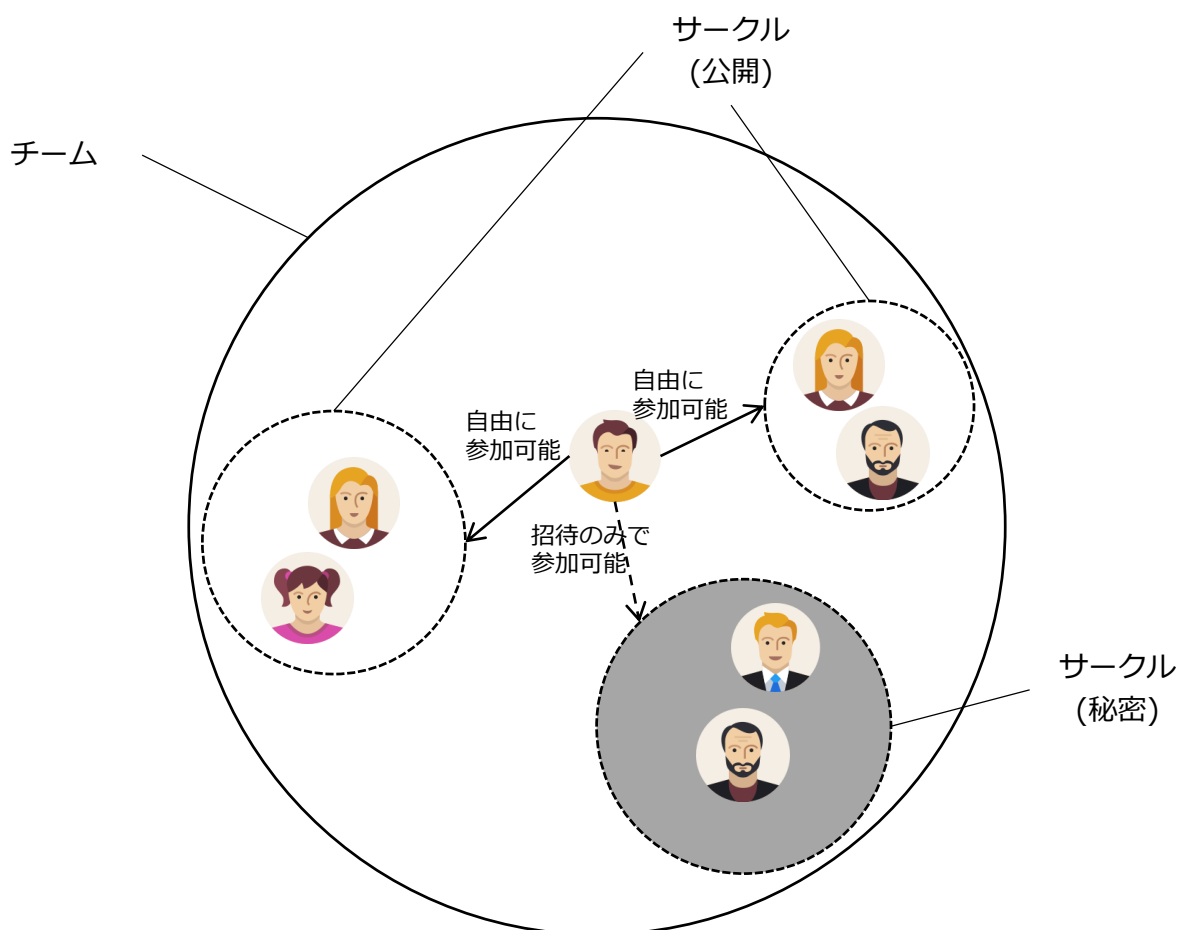 サークル
(公開)
チーム
自由に
参加可能
自由に
参加可能
招待のみで
参加可能
サークル
(秘密)